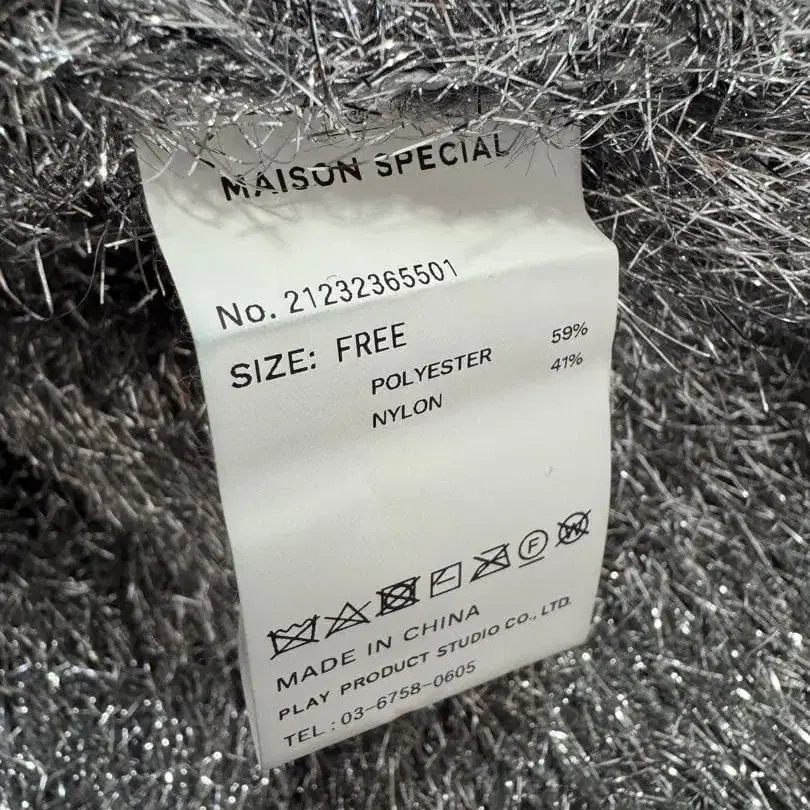 MAISON SPECIAL
No. 21232365501
SIZE: FREE
POLYESTER 59%
NYLON 41%
F W
MADE IN CHINA
PLAY PRODUCT STUDIO CO., LTD.
TEL : 03-6758-0605